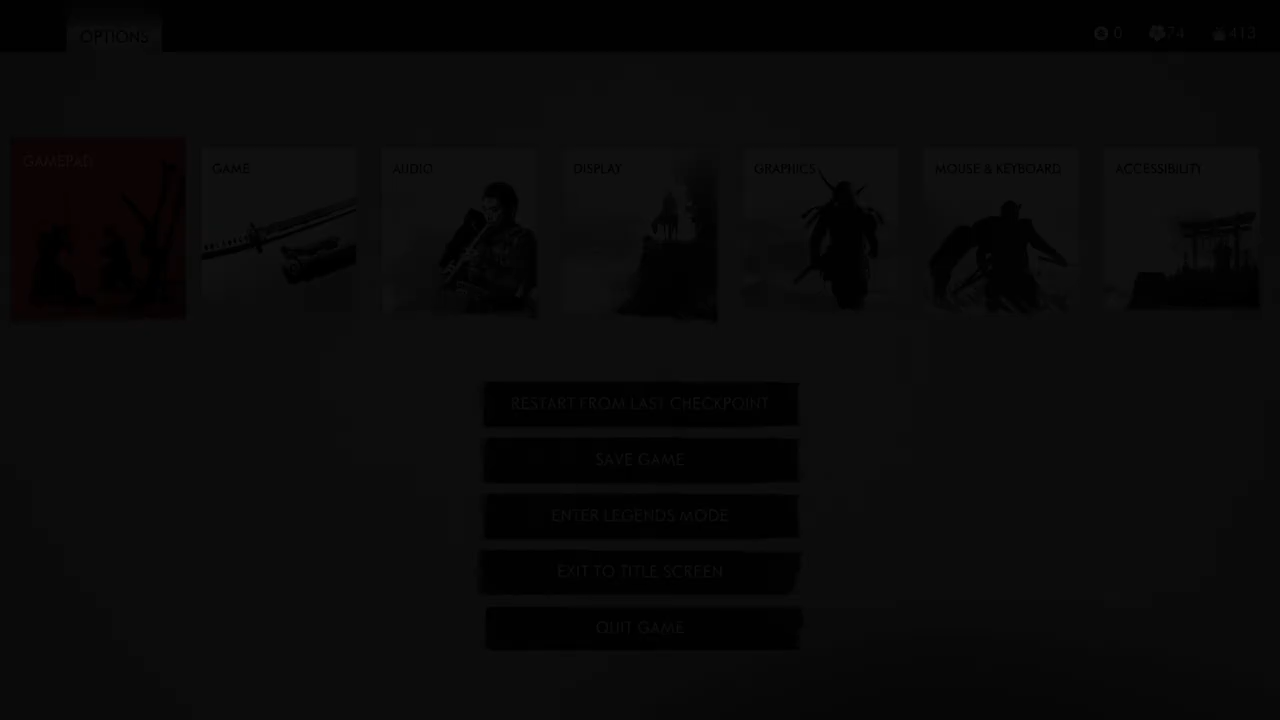 OPTIONS
0 74 413
GAMEPAD
GAME
AUDIO
DISPLAY
GRAPHICS
MOUSE & KEYBOARD
ACCESSIBILITY
RESTART FROM LAST CHECKPOINT
SAVE GAME
ENTER LEGENDS MODE
EXIT TO TITLE SCREEN
QUIT GAME